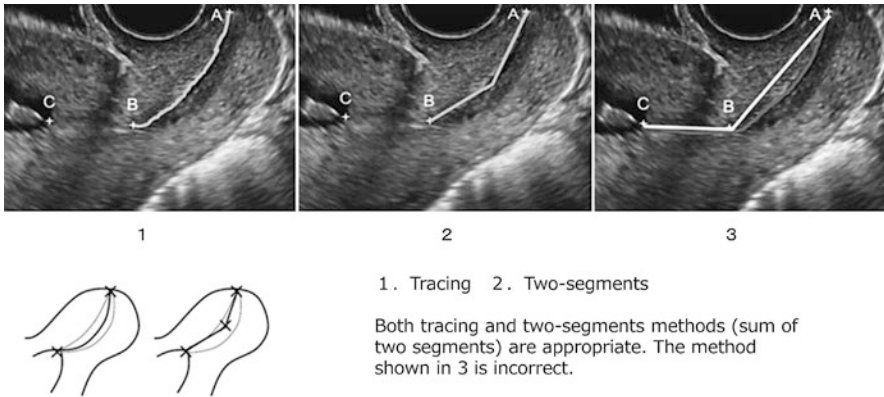 A
B
C
A
B
C
A
B
C
1
2
3
1. Tracing 2. Two-segments
Both tracing and two-segments methods (sum of
two segments) are appropriate. The method
shown in 3 is incorrect.